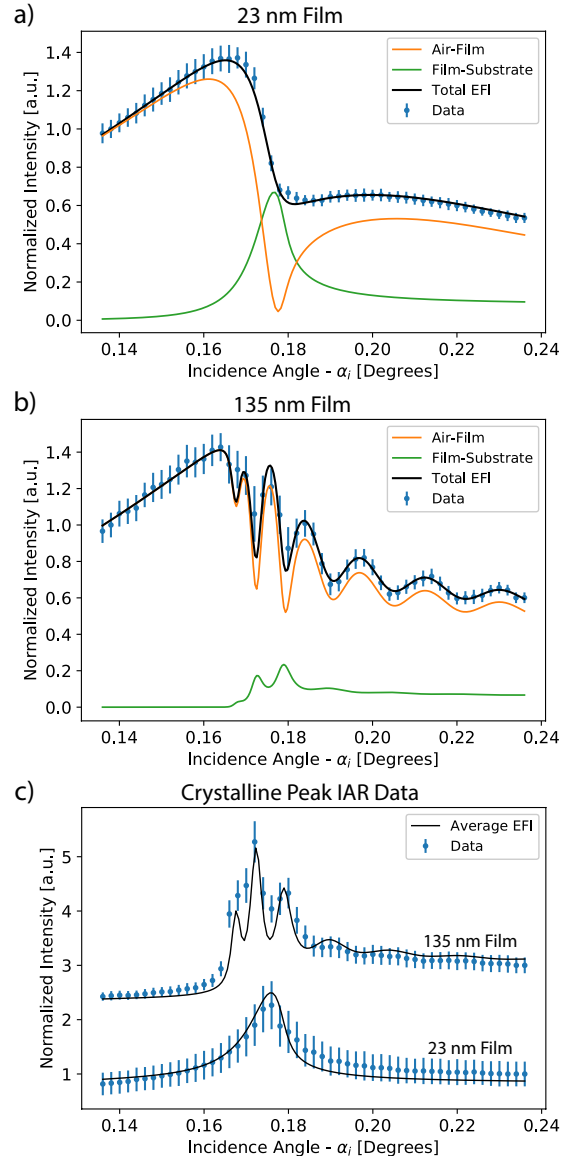 a)
23 nm Film
Normalized Intensity [a.u.]
1.4
1.2
1.0
0.8
0.6
0.4
0.2
0.0
Air-Film
Film-Substrate
Total EFI
Data
0.14 0.16 0.18 0.20 0.22 0.24
Incidence Angle - αi [Degrees]
b)
135 nm Film
Normalized Intensity [a.u.]
1.4
1.2
1.0
0.8
0.6
0.4
0.2
0.0
Air-Film
Film-Substrate
Total EFI
Data
0.14 0.16 0.18 0.20 0.22 0.24
Incidence Angle - αi [Degrees]
c)
Crystalline Peak IAR Data
Normalized Intensity [a.u.]
5
4
3
2
1
Average EFI
Data
135 nm Film
23 nm Film
0.14 0.16 0.18 0.20 0.22 0.24
Incidence Angle - αi [Degrees]